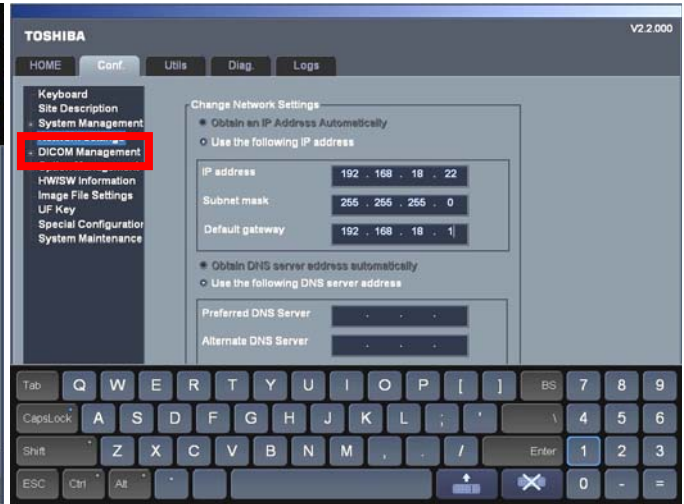 TOSHIBA
V2.2.000
HOME Conf. Utils Diag. Logs
Keyboard
Site Description
System Management
Network Settings
DICOM Management
HW/SW Information
Image File Settings
UF Key
Special Configuration
System Maintenance
Change Network Settings
Obtain an IP Address Automatically
Use the following IP address
IP address 192 . 168 . 18 . 22
Subnet mask 255 . 255 . 255 . 0
Default gateway 192 . 168 . 18 . 1
Obtain DNS server address automatically
Use the following DNS server address
Preferred DNS Server . . .
Alternate DNS Server . . .
Tab Q W E R T Y U I O P [ ] BS 7 8 9
CapsLock A S D F G H J K L ; ' \ 4 5 6
Shift Z X C V B N M , . / Enter 1 2 3
ESC Ctrl Alt 0 - =